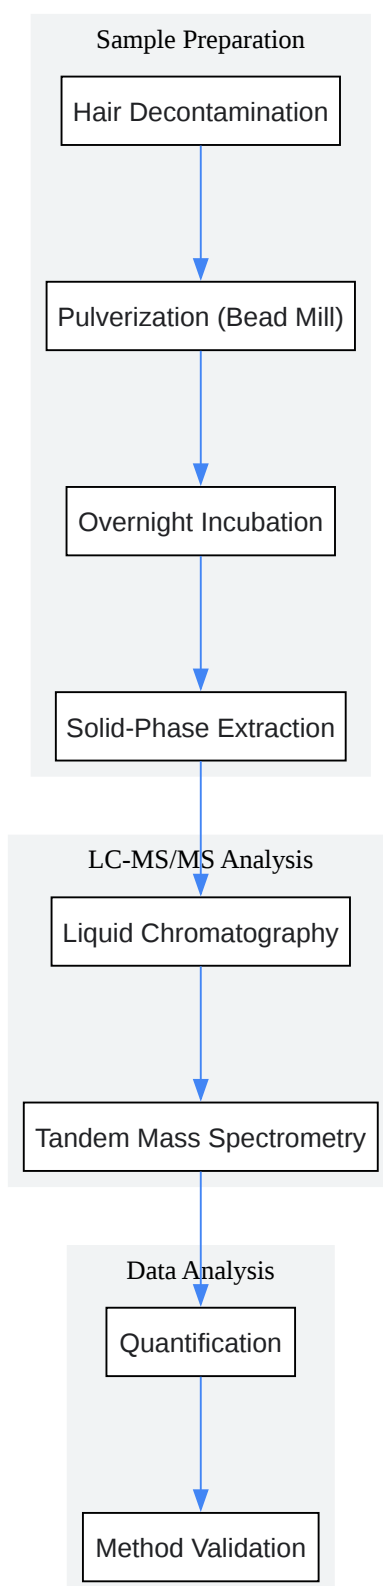 Sample Preparation
Hair Decontamination
Pulverization (Bead Mill)
Overnight Incubation
Solid-Phase Extraction
LC-MS/MS Analysis
Liquid Chromatography
Tandem Mass Spectrometry
Data Analysis
Quantification
Method Validation